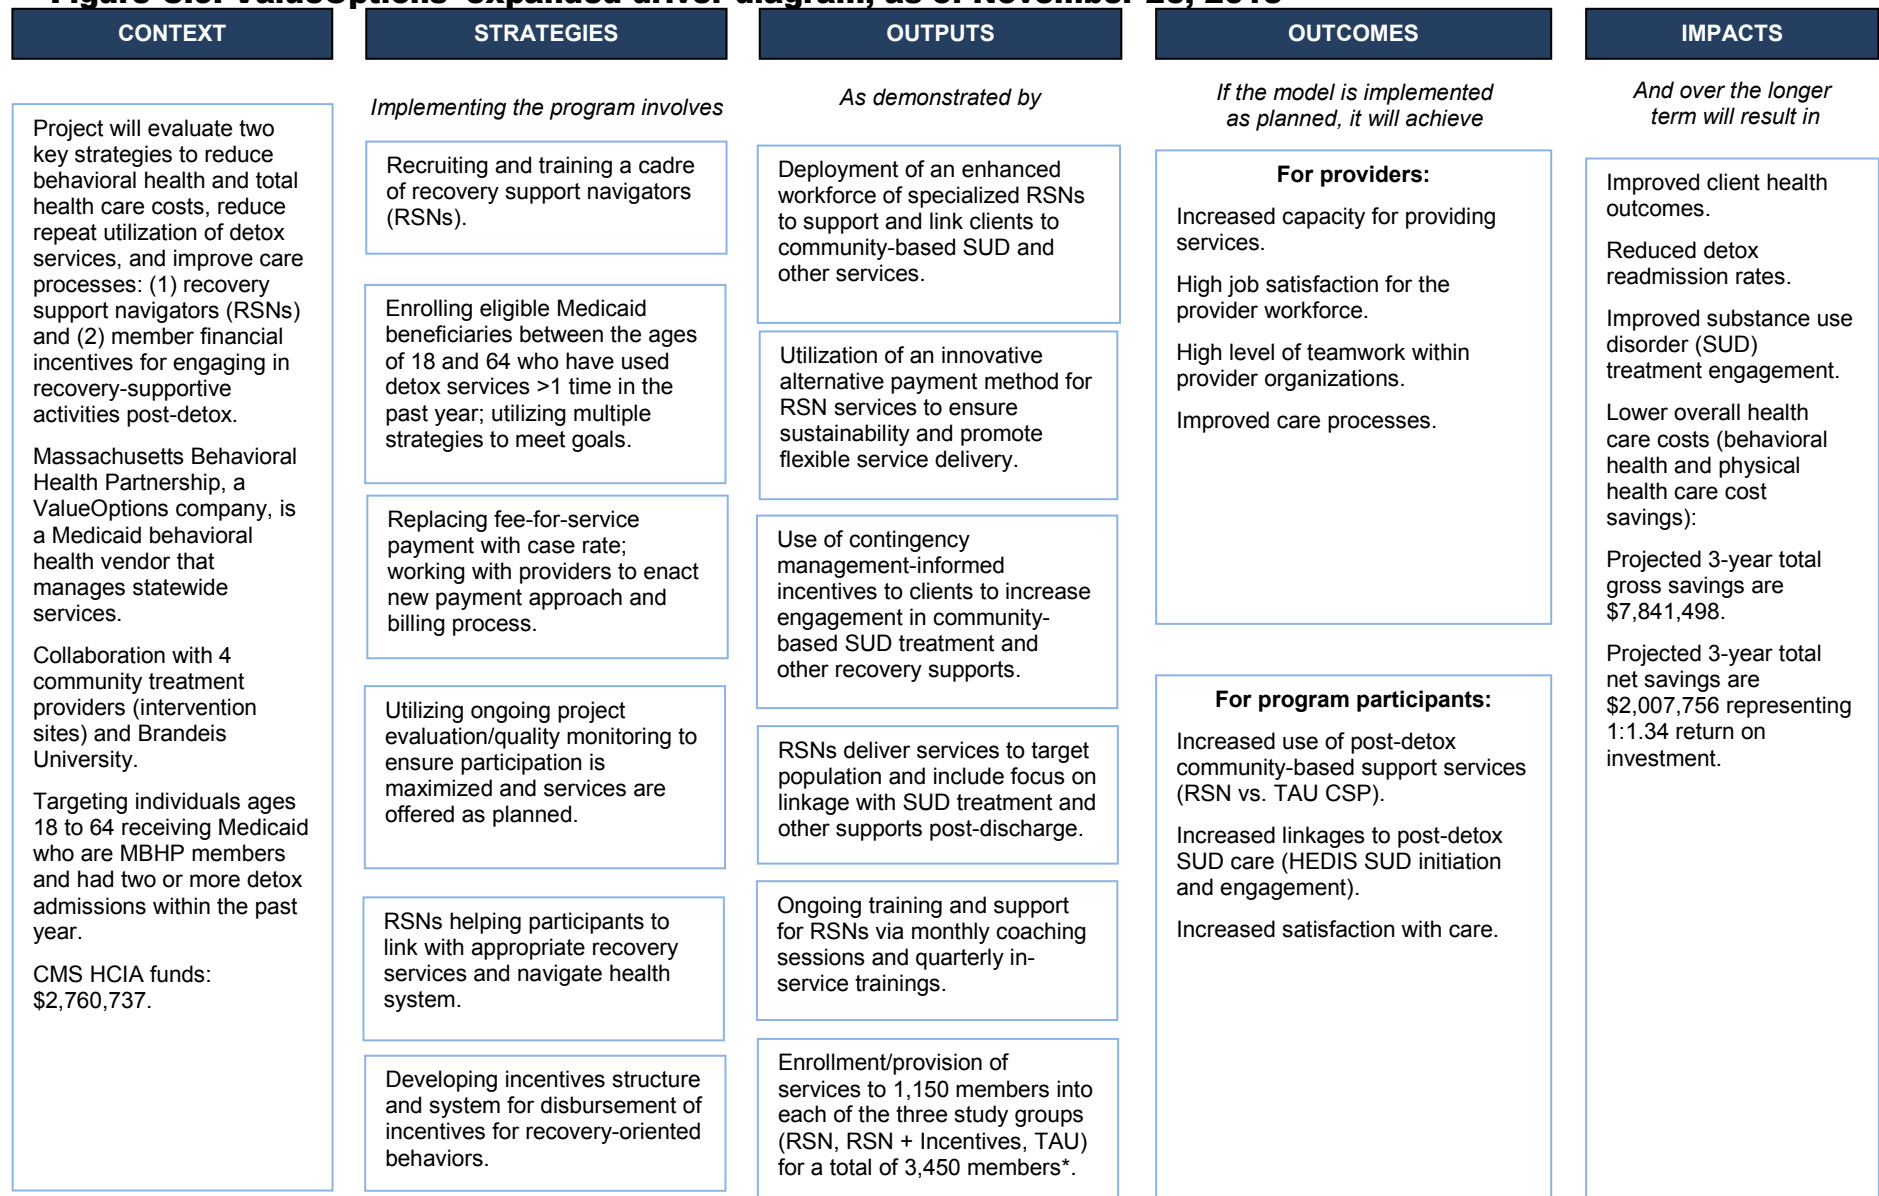 CONTEXT
Project will evaluate two
key strategies to reduce
behavioral health and total
health care costs, reduce
repeat utilization of detox
services, and improve care
processes: (1) recovery
support navigators (RSNs)
and (2) member financial
incentives for engaging in
recovery-supportive
activities post-detox.
Massachusetts Behavioral
Health Partnership, a
ValueOptions company, is
a Medicaid behavioral
health vendor that
manages statewide
services.
Collaboration with 4
community treatment
providers (intervention
sites) and Brandeis
University.
Targeting individuals ages
18 to 64 receiving Medicaid
who are MBHP members
and had two or more detox
admissions within the past
year.
CMS HCIA funds:
$2,760,737.
STRATEGIES
Implementing the program involves
Recruiting and training a cadre
of recovery support navigators
(RSNs).
Enrolling eligible Medicaid
beneficiaries between the ages
of 18 and 64 who have used
detox services >1 time in the
past year; utilizing multiple
strategies to meet goals.
Replacing fee-for-service
payment with case rate;
working with providers to enact
new payment approach and
billing process.
Utilizing ongoing project
evaluation/quality monitoring to
ensure participation is
maximized and services are
offered as planned.
RSNs helping participants to
link with appropriate recovery
services and navigate health
system.
Developing incentives structure
and system for disbursement of
incentives for recovery-oriented
behaviors.
OUTPUTS
As demonstrated by
Deployment of an enhanced
workforce of specialized RSNs
to support and link clients to
community-based SUD and
other services.
Utilization of an innovative
alternative payment method for
RSN services to ensure
sustainability and promote
flexible service delivery.
Use of contingency
management-informed
incentives to clients to increase
engagement in community-
based SUD treatment and
other recovery supports.
RSNs deliver services to target
population and include focus on
linkage with SUD treatment and
other supports post-discharge.
Ongoing training and support
for RSNs via monthly coaching
sessions and quarterly in-
service trainings.
Enrollment/provision of
services to 1,150 members into
each of the three study groups
(RSN, RSN + Incentives, TAU)
for a total of 3,450 members*.
OUTCOMES
If the model is implemented
as planned, it will achieve
For providers:
Increased capacity for providing
services.
High job satisfaction for the
provider workforce.
High level of teamwork within
provider organizations.
Improved care processes.
For program participants:
Increased use of post-detox
community-based support services
(RSN vs. TAU CSP).
Increased linkages to post-detox
SUD care (HEDIS SUD initiation
and engagement).
Increased satisfaction with care.
IMPACTS
And over the longer
term will result in
Improved client health
outcomes.
Reduced detox
readmission rates.
Improved substance use
disorder (SUD)
treatment engagement.
Lower overall health
care costs (behavioral
health and physical
health care cost
savings):
Projected 3-year total
gross savings are
$7,841,498.
Projected 3-year total
net savings are
$2,007,756 representing
1:1.34 return on
investment.